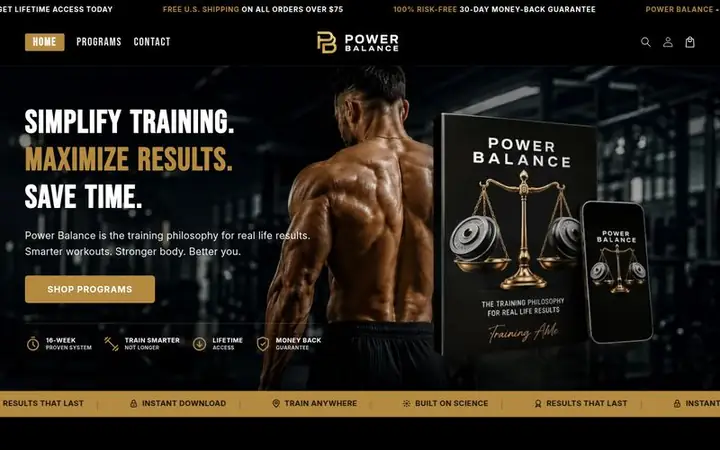 GET LIFETIME ACCESS TODAY
FREE U.S. SHIPPING ON ALL ORDERS OVER $75
100% RISK-FREE 30-DAY MONEY-BACK GUARANTEE
POWER BALANCE -
HOME
PROGRAMS
CONTACT
POWER
BALANCE
SIMPLIFY TRAINING.
MAXIMIZE RESULTS.
SAVE TIME.
Power Balance is the training philosophy for real life results.
Smarter workouts. Stronger body. Better you.
SHOP PROGRAMS
16-WEEK
PROVEN SYSTEM
TRAIN SMARTER
NOT LONGER
LIFETIME
ACCESS
MONEY BACK
GUARANTEE
POWER
BALANCE
THE TRAINING PHILOSOPHY
FOR REAL LIFE RESULTS
POWER
BALANCE
RESULTS THAT LAST
INSTANT DOWNLOAD
TRAIN ANYWHERE
BUILT ON SCIENCE
RESULTS THAT LAST
INSTANT